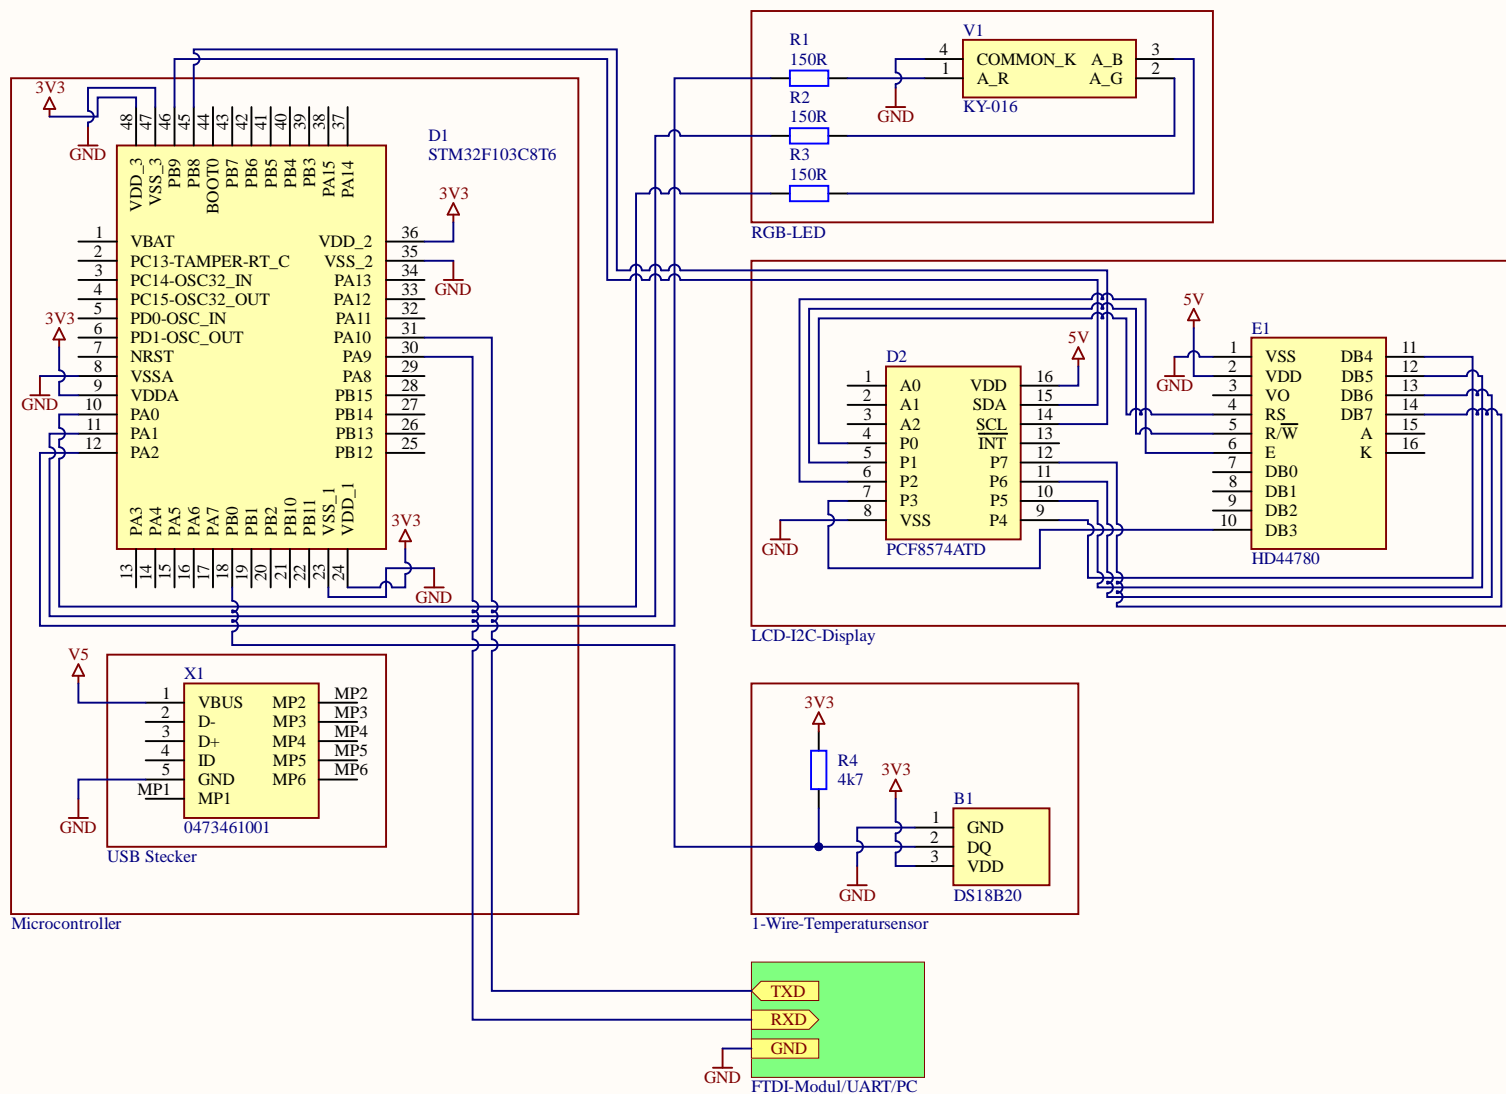 R1
150R
R2
150R
R3
150R
V1
4
1
COMMON_K
A_R
A_B
A_G
3
2
KY-016
GND
RGB-LED
3V3
GND
48
47
46
45
44
43
42
41
40
39
38
37
VDD_3
VSS_3
PB9
PB8
BOOT0
PB7
PB6
PB5
PB4
PB3
PA15
PA14
D1
STM32F103C8T6
1 VBAT
2 PC13-TAMPER-RT_C
3 PC14-OSC32_IN
4 PC15-OSC32_OUT
5 PD0-OSC_IN
6 PD1-OSC_OUT
7 NRST
8 VSSA
9 VDDA
10 PA0
11 PA1
12 PA2
3V3
GND
VDD_2 36
VSS_2 35
PA13 34
PA12 33
PA11 32
PA10 31
PA9 30
PA8 29
PB15 28
PB14 27
PB13 26
PB12 25
3V3
GND
PA3
PA4
PA5
PA6
PA7
PB0
PB1
PB2
PB10
PB11
VSS_1
VDD_1
13
14
15
16
17
18
19
20
21
22
23
24
3V3
GND
V5
X1
1 VBUS
2 D-
3 D+
4 ID
5 GND
MP1 MP1
MP2 MP2
MP3 MP3
MP4 MP4
MP5 MP5
MP6 MP6
0473461001
GND
USB Stecker
Microcontroller
D2
1 A0
2 A1
3 A2
4 P0
5 P1
6 P2
7 P3
8 VSS
VDD 16
SDA 15
SCL 14
INT 13
P7 12
P6 11
P5 10
P4 9
PCF8574ATD
5V
GND
5V
GND
E1
1 VSS
2 VDD
3 VO
4 RS
5 R/W
6 E
7 DB0
8 DB1
9 DB2
10 DB3
DB4 11
DB5 12
DB6 13
DB7 14
A 15
K 16
HD44780
LCD-I2C-Display
3V3
R4
4k7
3V3
B1
1 GND
2 DQ
3 VDD
DS18B20
GND
1-Wire-Temperatursensor
TXD
RXD
GND
GND
FTDI-Modul/UART/PC